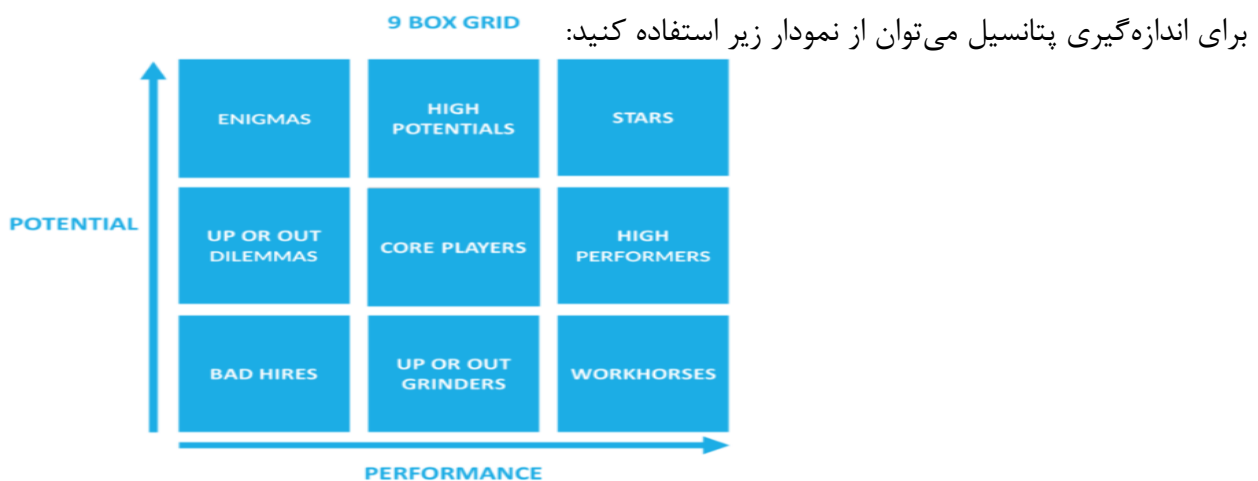 برای اندازه‌گیری پتانسیل می‌توان از نمودار زیر استفاده کنید:
9 BOX GRID
ENIGMAS
HIGH
POTENTIALS
STARS
POTENTIAL
UP OR OUT
DILEMMAS
CORE PLAYERS
HIGH
PERFORMERS
BAD HIRES
UP OR OUT
GRINDERS
WORKHORSES
PERFORMANCE